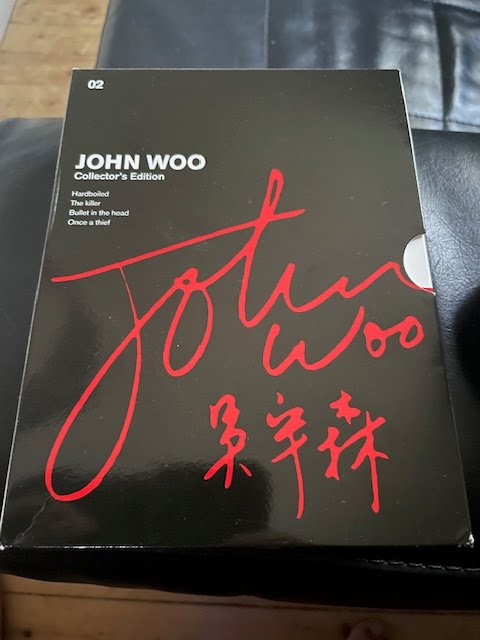 02
JOHN WOO
Collector's Edition
Hardboiled
The killer
Bullet in the head
Once a thief
John
Woo
吳宇森